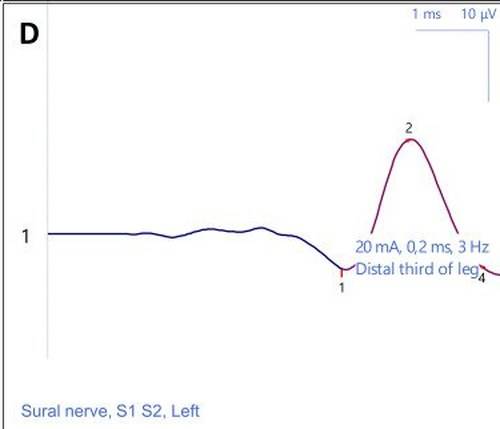 D
1 ms 10 µV
2
1
20 mA, 0,2 ms, 3 Hz
Distal third of leg
4
1
Sural nerve, S1 S2, Left